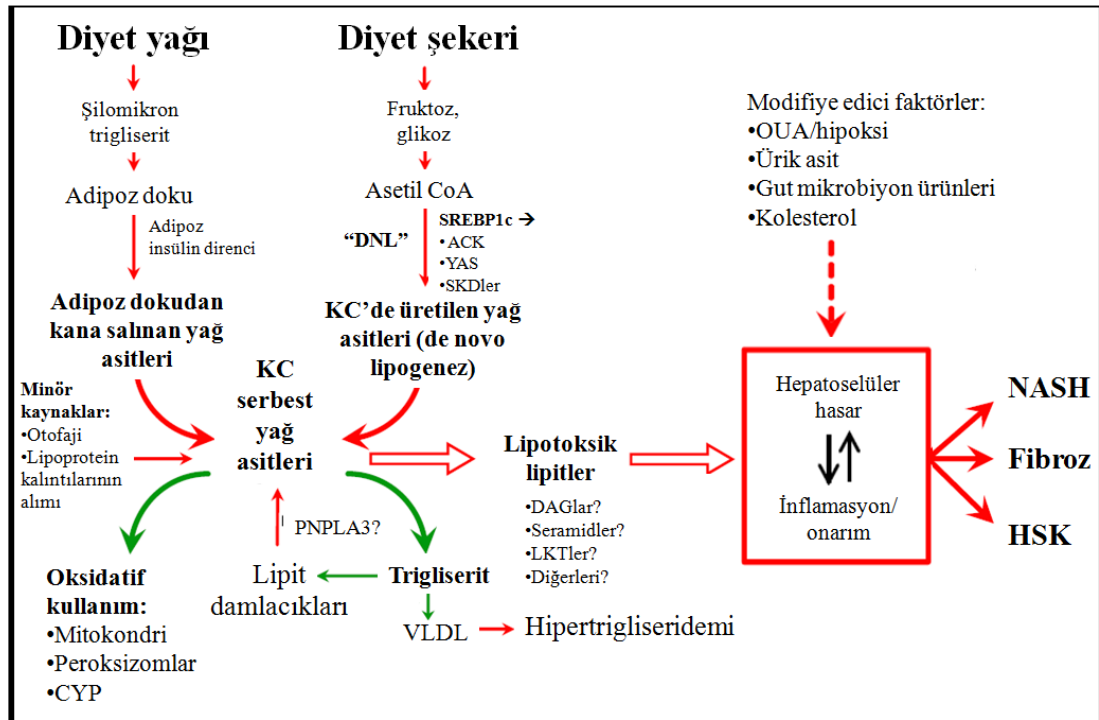 Diyet yağı
Şilomikron
trigliserit
Adipoz doku
Adipoz
insülin direnci
Adipoz dokudan
kana salınan yağ
asitleri
Diyet şekeri
Fruktoz,
glikoz
Asetil CoA
“DNL”
SREBP1c →
•ACK
•YAS
•SKDler
KC’de üretilen yağ
asitleri (de novo
lipogenez)
Minör
kaynaklar:
•Otofaji
•Lipoprotein
kalıntılarının
alımı
KC
serbest
yağ
asitleri
Oksidatif
kullanım:
•Mitokondri
•Peroksizomlar
•CYP
PNPLA3?
Lipit
damlacıkları
Trigliserit
VLDL
Hipertrigliseridemi
Lipotoksik
lipitler
•DAGlar?
•Seramidler?
•LKTler?
•Diğerleri?
Modifiye edici faktörler:
•OUA/hipoksi
•Ürik asit
•Gut mikrobiyon ürünleri
•Kolesterol
Hepatoselüler
hasar
İnflamasyon/
onarım
NASH
Fibroz
HSK